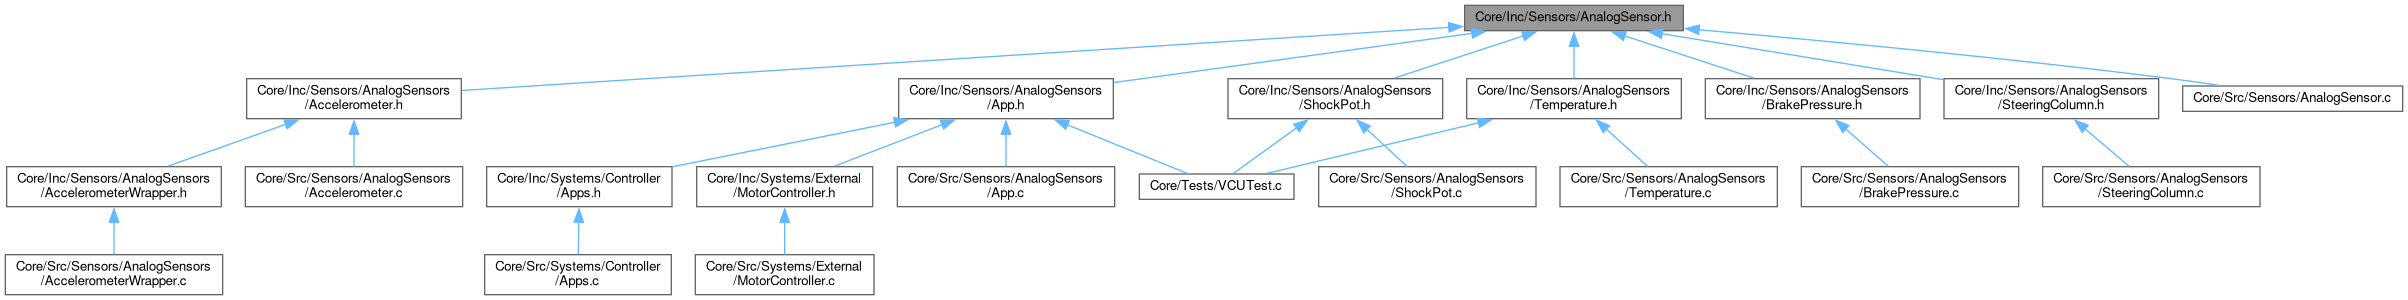 Core/Inc/Sensors/AnalogSensor.h
Core/Inc/Sensors/AnalogSensors
/Accelerometer.h
Core/Inc/Sensors/AnalogSensors
/App.h
Core/Inc/Sensors/AnalogSensors
/ShockPot.h
Core/Inc/Sensors/AnalogSensors
/Temperature.h
Core/Inc/Sensors/AnalogSensors
/BrakePressure.h
Core/Inc/Sensors/AnalogSensors
/SteeringColumn.h
Core/Src/Sensors/AnalogSensor.c
Core/Inc/Sensors/AnalogSensors
/AccelerometerWrapper.h
Core/Src/Sensors/AnalogSensors
/Accelerometer.c
Core/Inc/Systems/Controller
/Apps.h
Core/Inc/Systems/External
/MotorController.h
Core/Src/Sensors/AnalogSensors
/App.c
Core/Tests/VCUTest.c
Core/Src/Sensors/AnalogSensors
/ShockPot.c
Core/Src/Sensors/AnalogSensors
/Temperature.c
Core/Src/Sensors/AnalogSensors
/BrakePressure.c
Core/Src/Sensors/AnalogSensors
/SteeringColumn.c
Core/Src/Sensors/AnalogSensors
/AccelerometerWrapper.c
Core/Src/Systems/Controller
/Apps.c
Core/Src/Systems/External
/MotorController.c